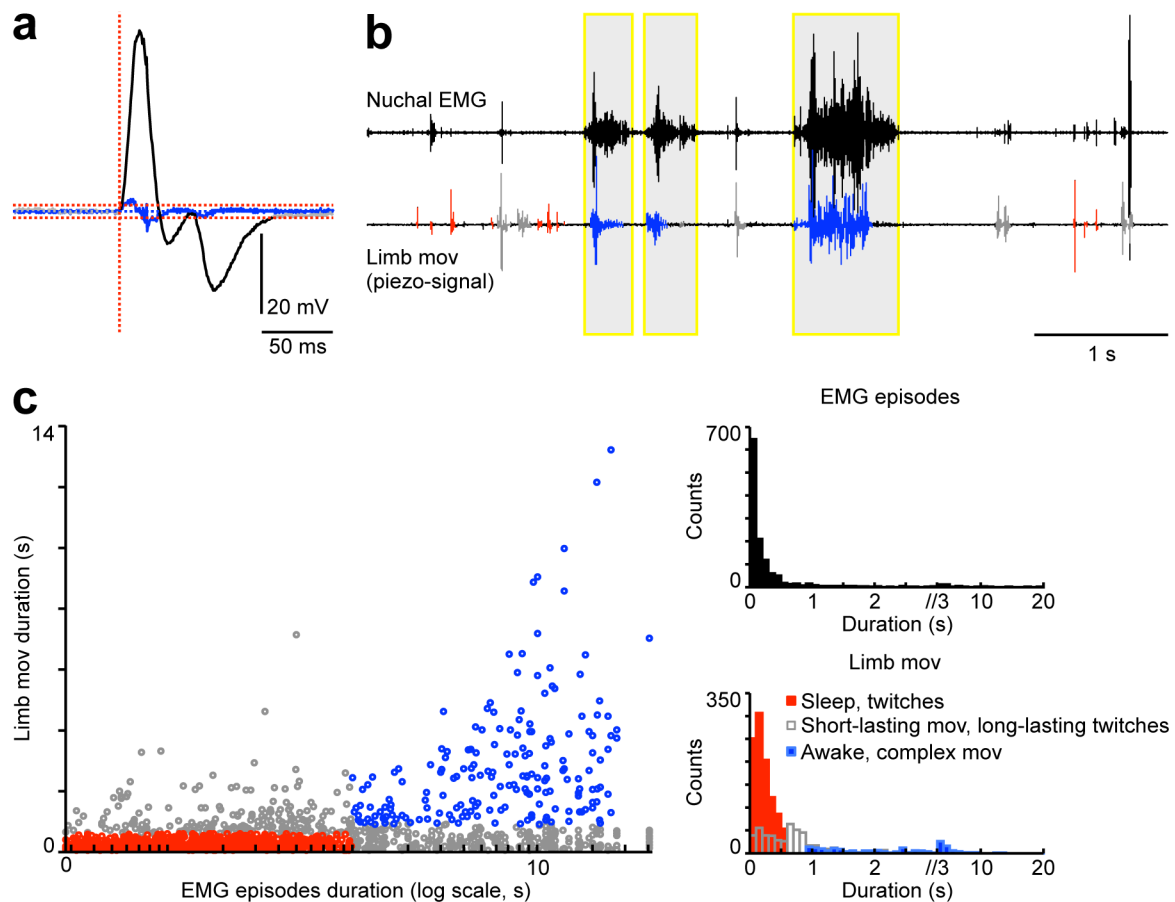 a
20 mV
50 ms
b
Nuchal EMG
Limb mov
(piezo-signal)
1 s
c
14
Limb mov duration (s)
0
0
10
EMG episodes duration (log scale, s)
EMG episodes
700
Counts
0
0 1 2 //3 10 20
Duration (s)
Limb mov
350
Sleep, twitches
Short-lasting mov, long-lasting twitches
Awake, complex mov
Counts
0
0 1 2 //3 10 20
Duration (s)